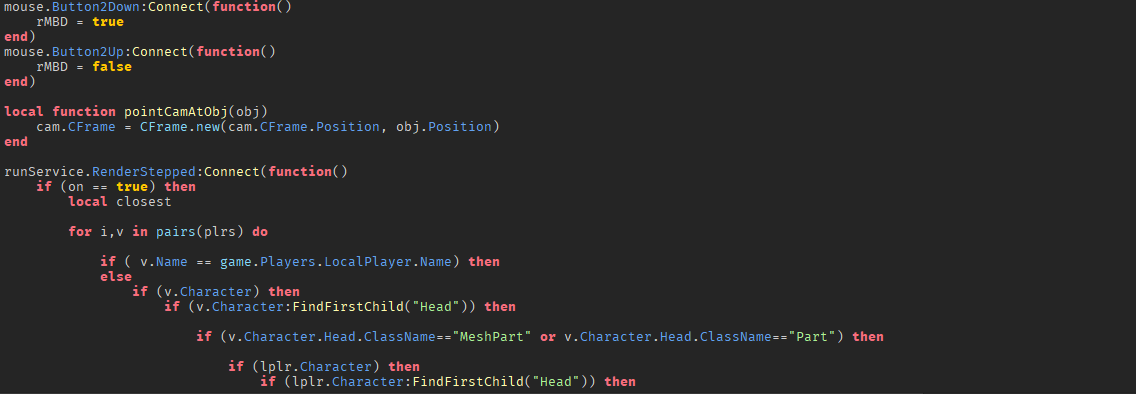 mouse.Button2Down:Connect(function()
    rMBD = true
end)
mouse.Button2Up:Connect(function()
    rMBD = false
end)

local function pointCamAtObj(obj)
    cam.CFrame = CFrame.new(cam.CFrame.Position, obj.Position)
end

runService.RenderStepped:Connect(function()
    if (on == true) then
        local closest

        for i,v in pairs(plrs) do

            if ( v.Name == game.Players.LocalPlayer.Name) then
            else
                if (v.Character) then
                    if (v.Character:FindFirstChild("Head")) then

                        if (v.Character.Head.ClassName=="MeshPart" or v.Character.Head.ClassName=="Part") then

                            if (lplr.Character) then
                                if (lplr.Character:FindFirstChild("Head")) then